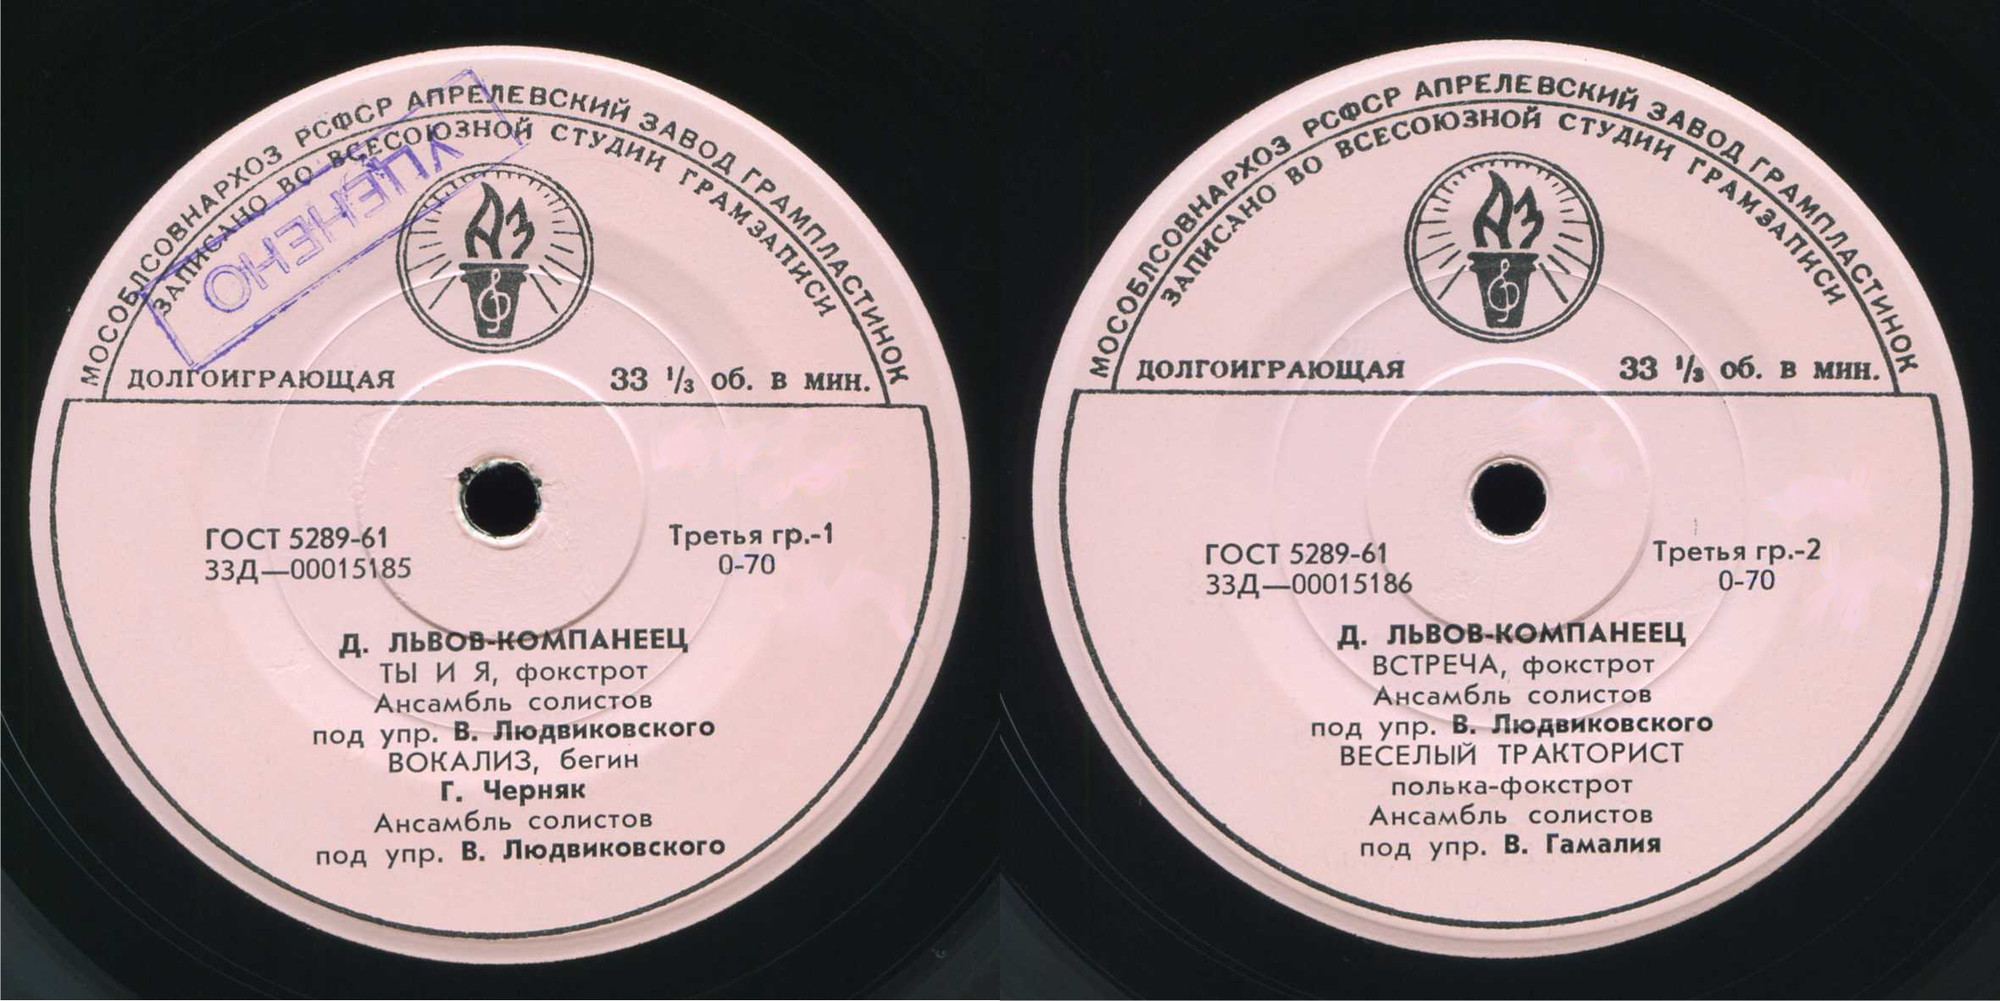 МОСОБЛСОВНАРХОЗ РСФСР АПРЕЛЕВСКИЙ ЗАВОД ГРАМПЛАСТИНОК
ЗАПИСАНО ВО ВСЕСОЮЗНОЙ СТУДИИ ГРАМЗАПИСИ
УЦЕНЕНО
АЗ
ДОЛГОИГРАЮЩАЯ 33 1/3 об. в мин.
ГОСТ 5289-61 Третья гр.-1
33Д—00015185 0-70
Д. ЛЬВОВ-КОМПАНЕЕЦ
ТЫ И Я, фокстрот
Ансамбль солистов
под упр. В. Людвиковского
ВОКАЛИЗ, бегин
Г. Черняк
Ансамбль солистов
под упр. В. Людвиковского
МОСОБЛСОВНАРХОЗ РСФСР АПРЕЛЕВСКИЙ ЗАВОД ГРАМПЛАСТИНОК
ЗАПИСАНО ВО ВСЕСОЮЗНОЙ СТУДИИ ГРАМЗАПИСИ
АЗ
ДОЛГОИГРАЮЩАЯ 33 1/3 об. в мин.
ГОСТ 5289-61 Третья гр.-2
33Д—00015186 0-70
Д. ЛЬВОВ-КОМПАНЕЕЦ
ВСТРЕЧА, фокстрот
Ансамбль солистов
под упр. В. Людвиковского
ВЕСЕЛЫЙ ТРАКТОРИСТ
полька-фокстрот
Ансамбль солистов
под упр. В. Гамалия